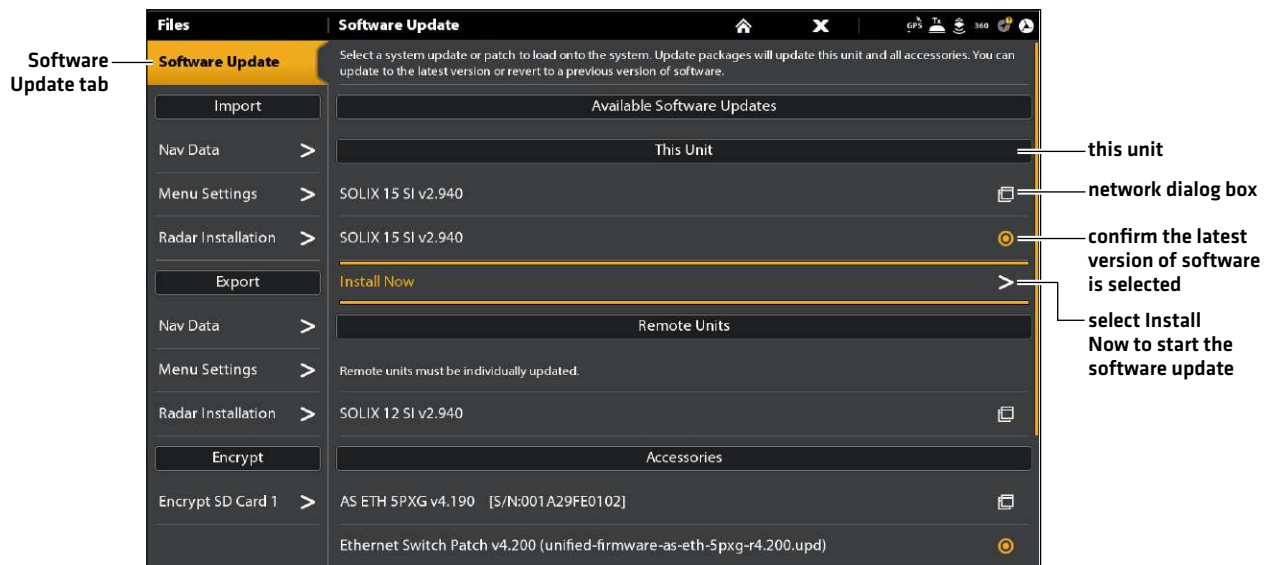 Files
Software Update
GPS
Tx
360
Software
Update tab
Software Update
Select a system update or patch to load onto the system. Update packages will update this unit and all accessories. You can
update to the latest version or revert to a previous version of software.
Import
Available Software Updates
Nav Data
This Unit
this unit
Menu Settings
SOLIX 15 SI v2.940
network dialog box
Radar Installation
SOLIX 15 SI v2.940
confirm the latest
version of software
is selected
Export
Install Now
select Install
Now to start the
software update
Nav Data
Remote Units
Menu Settings
Remote units must be individually updated.
Radar Installation
SOLIX 12 SI v2.940
Encrypt
Accessories
Encrypt SD Card 1
AS ETH 5PXG v4.190 [S/N:001A29FE0102]
Ethernet Switch Patch v4.200 (unified-firmware-as-eth-5pxg-r4.200.upd)